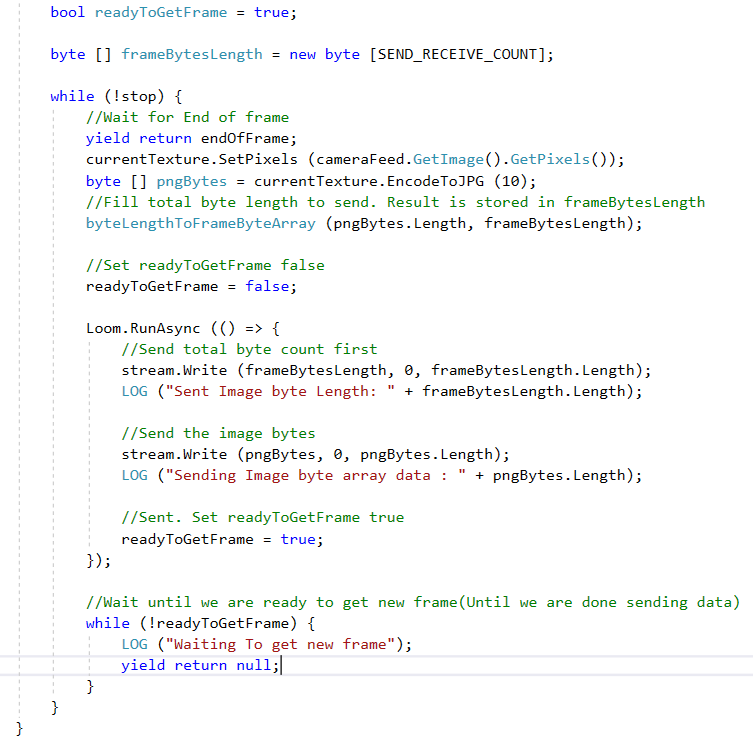 bool readyToGetFrame = true;
byte [] frameBytesLength = new byte [SEND_RECEIVE_COUNT];
while (!stop) {
//Wait for End of frame
yield return endOfFrame;
currentTexture.SetPixels (cameraFeed.GetImage().GetPixels());
byte [] pngBytes = currentTexture.EncodeToJPG (10);
//Fill total byte length to send. Result is stored in frameBytesLength
byteLengthToFrameByteArray (pngBytes.Length, frameBytesLength);
//Set readyToGetFrame false
readyToGetFrame = false;
Loom.RunAsync (() => {
//Send total byte count first
stream.Write (frameBytesLength, 0, frameBytesLength.Length);
LOG ("Sent Image byte Length: " + frameBytesLength.Length);
//Send the image bytes
stream.Write (pngBytes, 0, pngBytes.Length);
LOG ("Sending Image byte array data : " + pngBytes.Length);
//Sent. Set readyToGetFrame true
readyToGetFrame = true;
});
//Wait until we are ready to get new frame(Until we are done sending data)
while (!readyToGetFrame) {
LOG ("Waiting To get new frame");
yield return null;
}
}
}